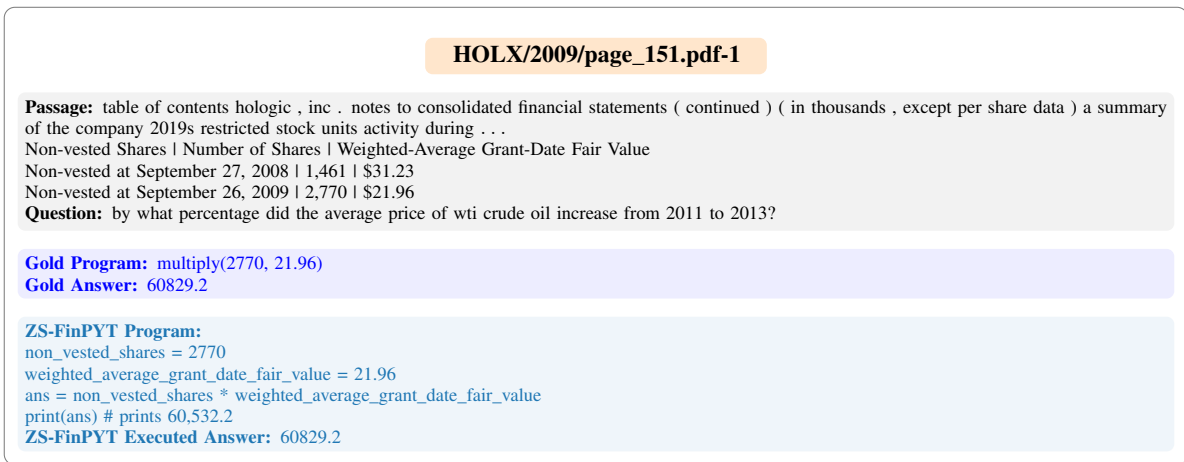 HOLX/2009/page_151.pdf-1
Passage: table of contents hologic , inc . notes to consolidated financial statements ( continued ) ( in thousands , except per share data ) a summary
of the company 2019s restricted stock units activity during . . .
Non-vested Shares | Number of Shares | Weighted-Average Grant-Date Fair Value
Non-vested at September 27, 2008 | 1,461 | $31.23
Non-vested at September 26, 2009 | 2,770 | $21.96
Question: by what percentage did the average price of wti crude oil increase from 2011 to 2013?
Gold Program: multiply(2770, 21.96)
Gold Answer: 60829.2
ZS-FinPYT Program:
non_vested_shares = 2770
weighted_average_grant_date_fair_value = 21.96
ans = non_vested_shares * weighted_average_grant_date_fair_value
print(ans) # prints 60,532.2
ZS-FinPYT Executed Answer: 60829.2